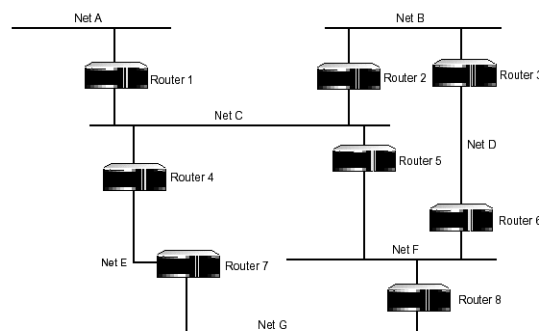 Net A
Net B
Router 1
Router 2
Router 3
Net C
Net D
Router 4
Router 5
Router 6
Net E
Router 7
Net F
Router 8
Net G